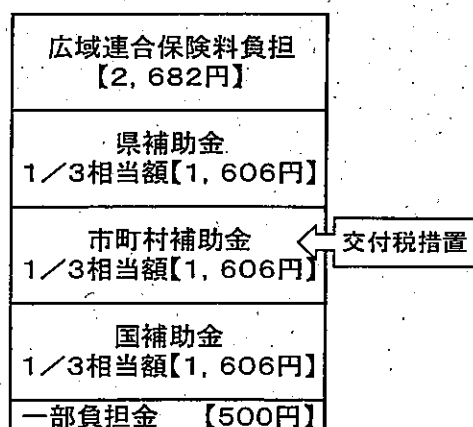 広域連合保険料負担
【2，682円】
県補助金
1／3相当額【1，606円】
市町村補助金
1／3相当額【1，606円】
交付税措置
国補助金
1／3相当額【1，606円】
一部負担金 【500円】